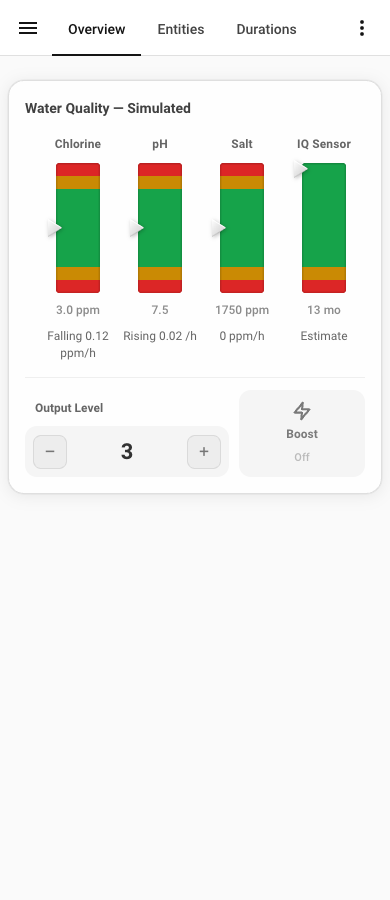 Overview Entities Durations
Water Quality — Simulated
Chlorine pH Salt IQ Sensor
3.0 ppm 7.5 1750 ppm 13 mo
Falling 0.12 ppm/h Rising 0.02 /h 0 ppm/h Estimate
Output Level
− 3 +
Boost
Off